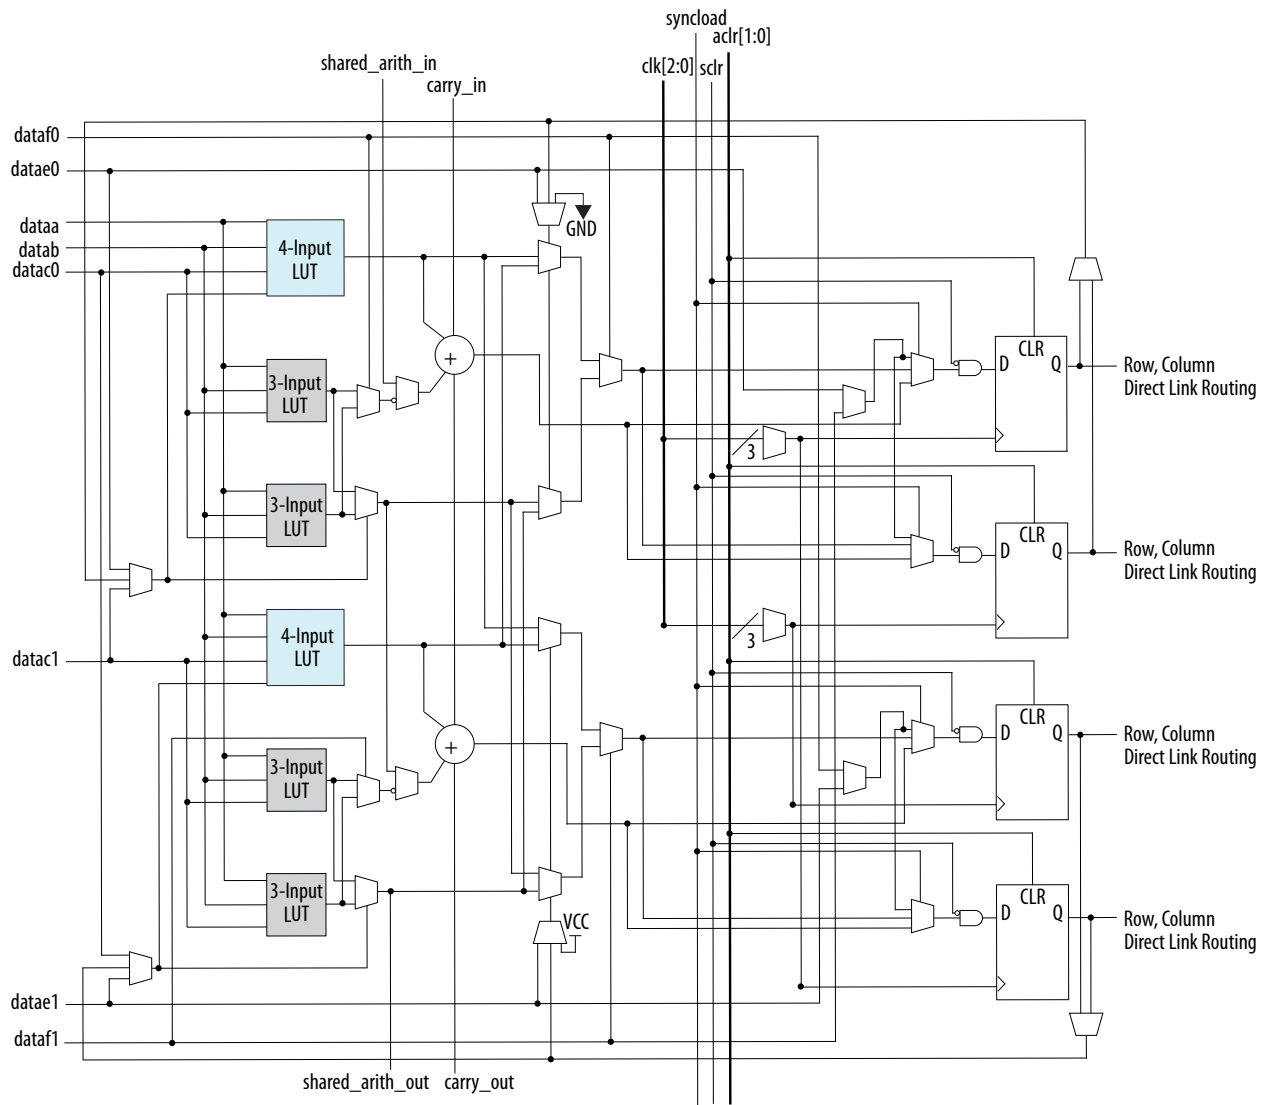 syncload
aclr[1:0]
shared_arith_in
clk[2:0]
sclr
carry_in
dataf0
datae0
dataa
datab
datac0
GND
4-Input
LUT
+
3-Input
LUT
CLR
D
Q
Row, Column
Direct Link Routing
3
3-Input
LUT
CLR
D
Q
Row, Column
Direct Link Routing
3
4-Input
LUT
datac1
+
3-Input
LUT
CLR
D
Q
Row, Column
Direct Link Routing
3-Input
LUT
VCC
CLR
D
Q
Row, Column
Direct Link Routing
datae1
dataf1
shared_arith_out
carry_out